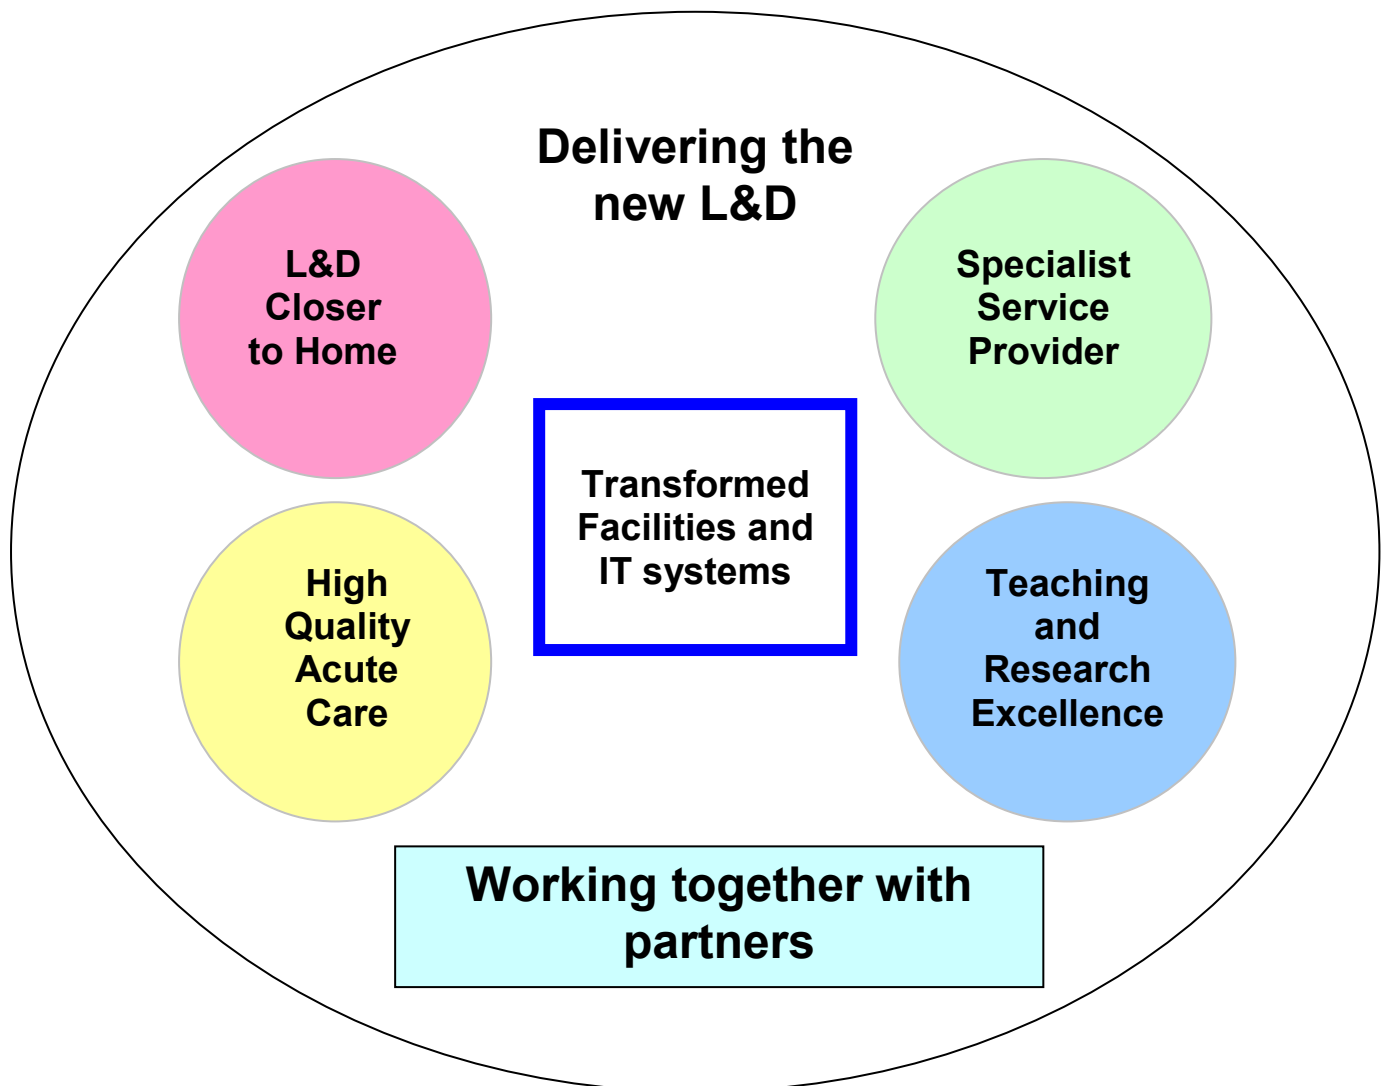 Delivering the
new L&D
L&D
Closer
to Home
Specialist
Service
Provider
Transformed
Facilities and
IT systems
High
Quality
Acute
Care
Teaching
and
Research
Excellence
Working together with
partners